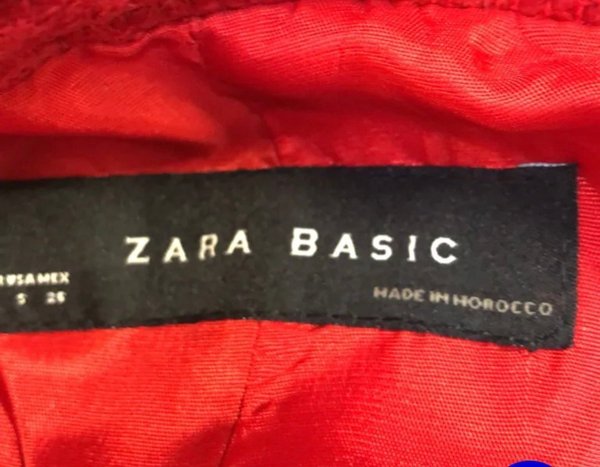 ZARA BASIC
USA MEX
S 26
MADE IN MOROCCO